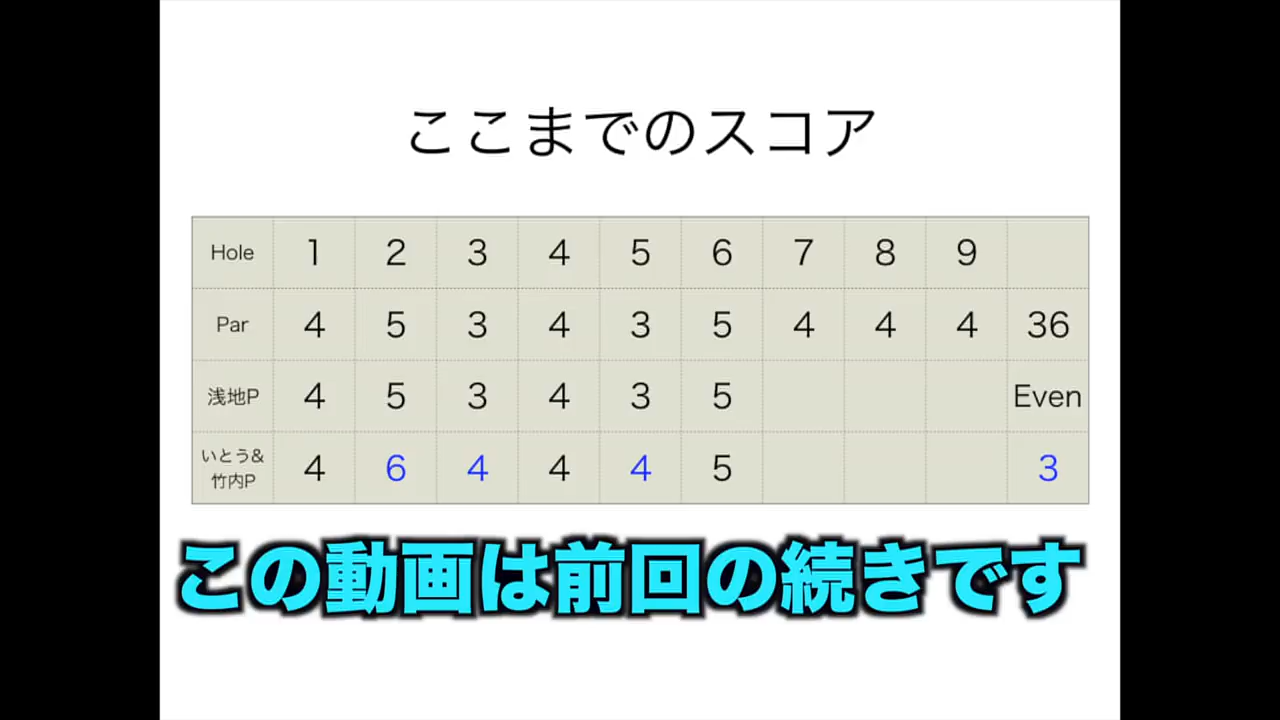 ここまでのスコア
Hole 1 2 3 4 5 6 7 8 9
Par 4 5 3 4 3 5 4 4 4 36
浅地P 4 5 3 4 3 5 Even
いとう&
竹内P 4 6 4 4 4 5 3
この動画は前回の続きです